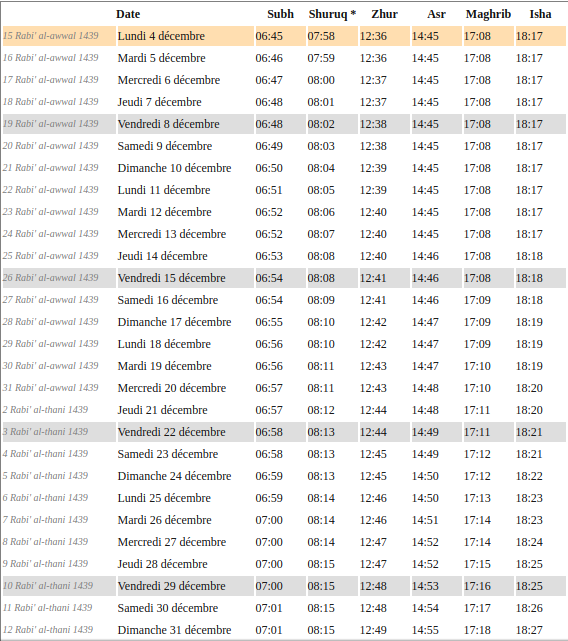 Date Subh Shuruq * Zhur Asr Maghrib Isha
15 Rabi' al-awwal 1439 Lundi 4 décembre 06:45 07:58 12:36 14:45 17:08 18:17
16 Rabi' al-awwal 1439 Mardi 5 décembre 06:46 07:59 12:36 14:45 17:08 18:17
17 Rabi' al-awwal 1439 Mercredi 6 décembre 06:47 08:00 12:37 14:45 17:08 18:17
18 Rabi' al-awwal 1439 Jeudi 7 décembre 06:48 08:01 12:37 14:45 17:08 18:17
19 Rabi' al-awwal 1439 Vendredi 8 décembre 06:48 08:02 12:38 14:45 17:08 18:17
20 Rabi' al-awwal 1439 Samedi 9 décembre 06:49 08:03 12:38 14:45 17:08 18:17
21 Rabi' al-awwal 1439 Dimanche 10 décembre 06:50 08:04 12:39 14:45 17:08 18:17
22 Rabi' al-awwal 1439 Lundi 11 décembre 06:51 08:05 12:39 14:45 17:08 18:17
23 Rabi' al-awwal 1439 Mardi 12 décembre 06:52 08:06 12:40 14:45 17:08 18:17
24 Rabi' al-awwal 1439 Mercredi 13 décembre 06:52 08:07 12:40 14:45 17:08 18:17
25 Rabi' al-awwal 1439 Jeudi 14 décembre 06:53 08:08 12:40 14:46 17:08 18:18
26 Rabi' al-awwal 1439 Vendredi 15 décembre 06:54 08:08 12:41 14:46 17:08 18:18
27 Rabi' al-awwal 1439 Samedi 16 décembre 06:54 08:09 12:41 14:46 17:09 18:18
28 Rabi' al-awwal 1439 Dimanche 17 décembre 06:55 08:10 12:42 14:47 17:09 18:19
29 Rabi' al-awwal 1439 Lundi 18 décembre 06:56 08:10 12:42 14:47 17:09 18:19
30 Rabi' al-awwal 1439 Mardi 19 décembre 06:56 08:11 12:43 14:47 17:10 18:19
31 Rabi' al-awwal 1439 Mercredi 20 décembre 06:57 08:11 12:43 14:48 17:10 18:20
2 Rabi' al-thani 1439 Jeudi 21 décembre 06:57 08:12 12:44 14:48 17:11 18:20
3 Rabi' al-thani 1439 Vendredi 22 décembre 06:58 08:13 12:44 14:49 17:11 18:21
4 Rabi' al-thani 1439 Samedi 23 décembre 06:58 08:13 12:45 14:49 17:12 18:21
5 Rabi' al-thani 1439 Dimanche 24 décembre 06:59 08:13 12:45 14:50 17:12 18:22
6 Rabi' al-thani 1439 Lundi 25 décembre 06:59 08:14 12:46 14:50 17:13 18:23
7 Rabi' al-thani 1439 Mardi 26 décembre 07:00 08:14 12:46 14:51 17:14 18:23
8 Rabi' al-thani 1439 Mercredi 27 décembre 07:00 08:14 12:47 14:52 17:14 18:24
9 Rabi' al-thani 1439 Jeudi 28 décembre 07:00 08:15 12:47 14:52 17:15 18:25
10 Rabi' al-thani 1439 Vendredi 29 décembre 07:00 08:15 12:48 14:53 17:16 18:25
11 Rabi' al-thani 1439 Samedi 30 décembre 07:01 08:15 12:48 14:54 17:17 18:26
12 Rabi' al-thani 1439 Dimanche 31 décembre 07:01 08:15 12:49 14:55 17:18 18:27